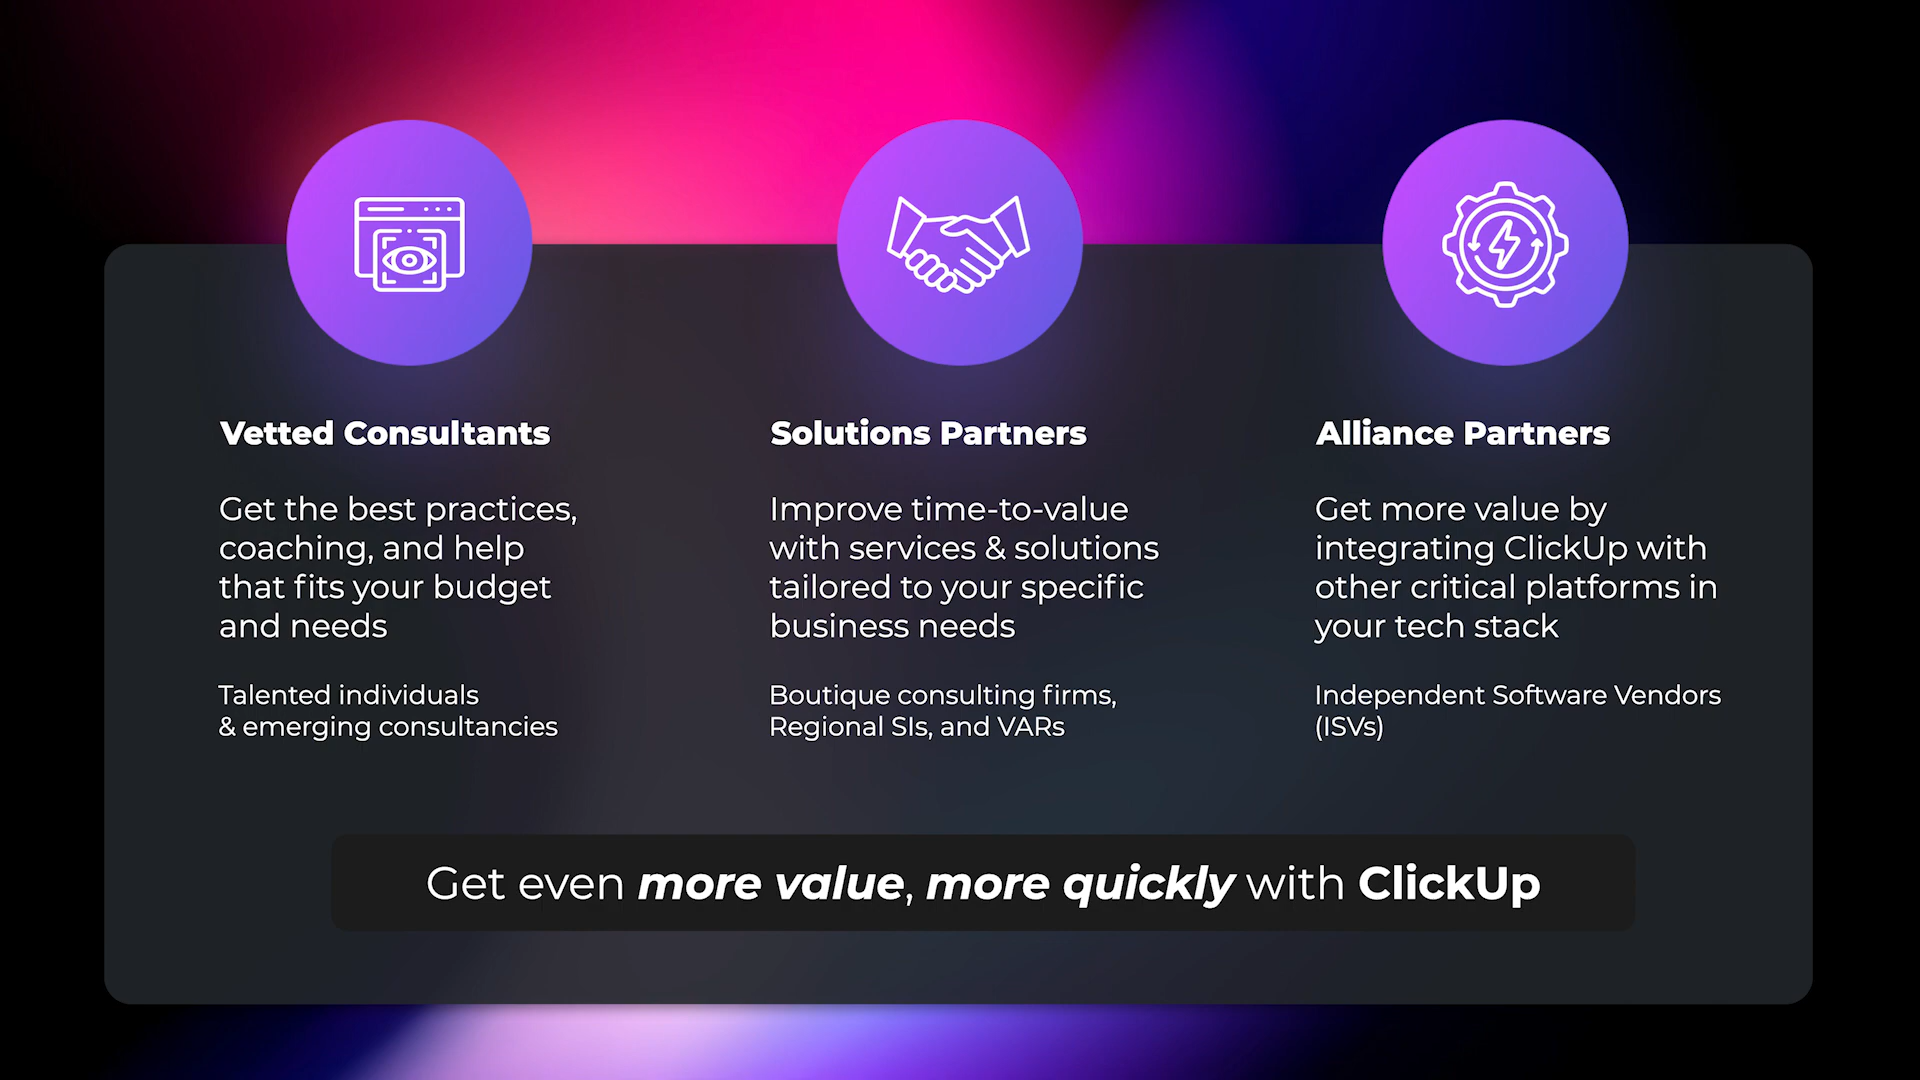 Vetted Consultants
Get the best practices,
coaching, and help
that fits your budget
and needs
Talented individuals
& emerging consultancies
Solutions Partners
Improve time-to-value
with services & solutions
tailored to your specific
business needs
Boutique consulting firms,
Regional SIs, and VARs
Alliance Partners
Get more value by
integrating ClickUp with
other critical platforms in
your tech stack
Independent Software Vendors
(ISVs)
Get even more value, more quickly with ClickUp